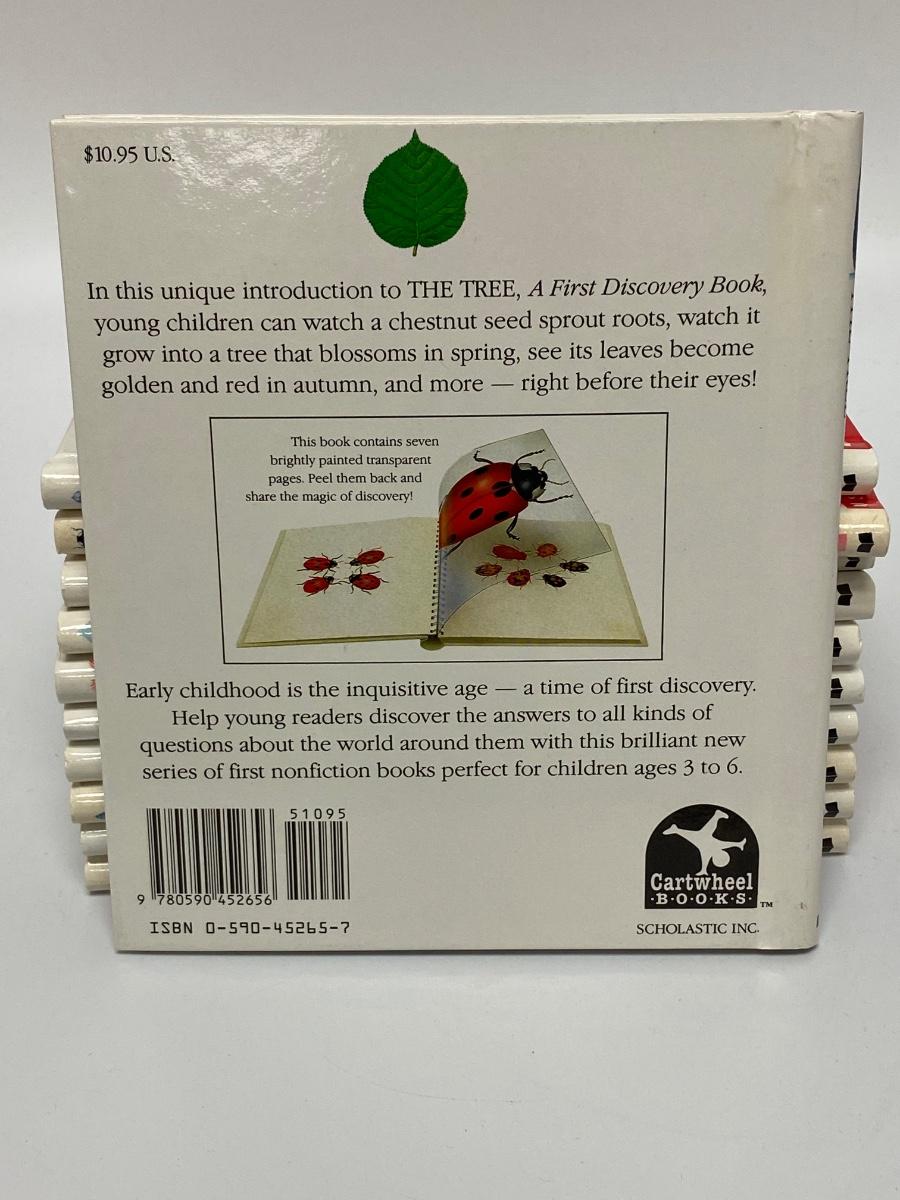 $10.95 U.S.
In this unique introduction to THE TREE, A First Discovery Book,
young children can watch a chestnut seed sprout roots, watch it
grow into a tree that blossoms in spring, see its leaves become
golden and red in autumn, and more — right before their eyes!
This book contains seven
brightly painted transparent
pages. Peel them back and
share the magic of discovery!
Early childhood is the inquisitive age — a time of first discovery.
Help young readers discover the answers to all kinds of
questions about the world around them with this brilliant new
series of first nonfiction books perfect for children ages 3 to 6.
51095
9 780590 452656
ISBN 0-590-45265-7
Cartwheel
·B·O·O·K·S· ™
SCHOLASTIC INC.